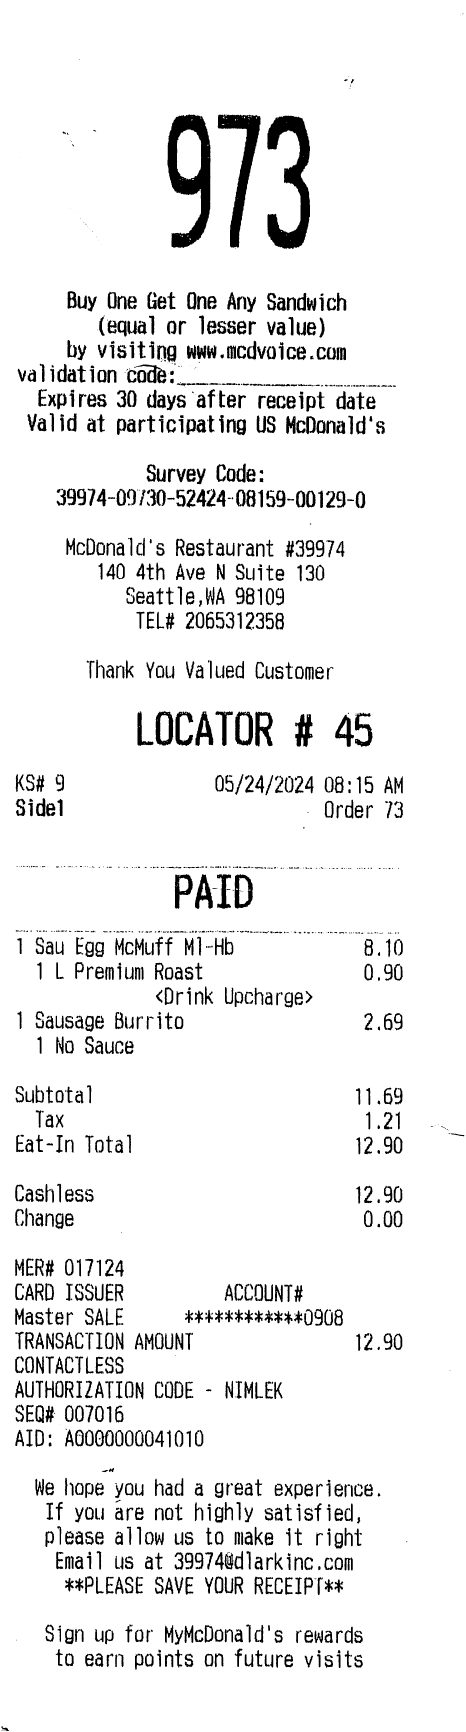 973
Buy One Get One Any Sandwich
(equal or lesser value)
by visiting www.mcdvoice.com
validation code:____________________
Expires 30 days after receipt date
Valid at participating US McDonald's
Survey Code:
39974-09730-52424-08159-00129-0
McDonald's Restaurant #39974
140 4th Ave N Suite 130
Seattle,WA 98109
TEL# 2065312358
Thank You Valued Customer
LOCATOR # 45
KS# 9 05/24/2024 08:15 AM
Side1 Order 73
PAID
1 Sau Egg McMuff Ml-Hb 8.10
1 L Premium Roast 0.90
<Drink Upcharge>
1 Sausage Burrito 2.69
1 No Sauce
Subtotal 11.69
Tax 1.21
Eat-In Total 12.90
Cashless 12.90
Change 0.00
MER# 017124
CARD ISSUER ACCOUNT#
Master SALE ************0908
TRANSACTION AMOUNT 12.90
CONTACTLESS
AUTHORIZATION CODE - NIMLEK
SEQ# 007016
AID: A0000000041010
We hope you had a great experience.
If you are not highly satisfied,
please allow us to make it right
Email us at 39974@dlarkinc.com
**PLEASE SAVE YOUR RECEIPT**
Sign up for MyMcDonald's rewards
to earn points on future visits